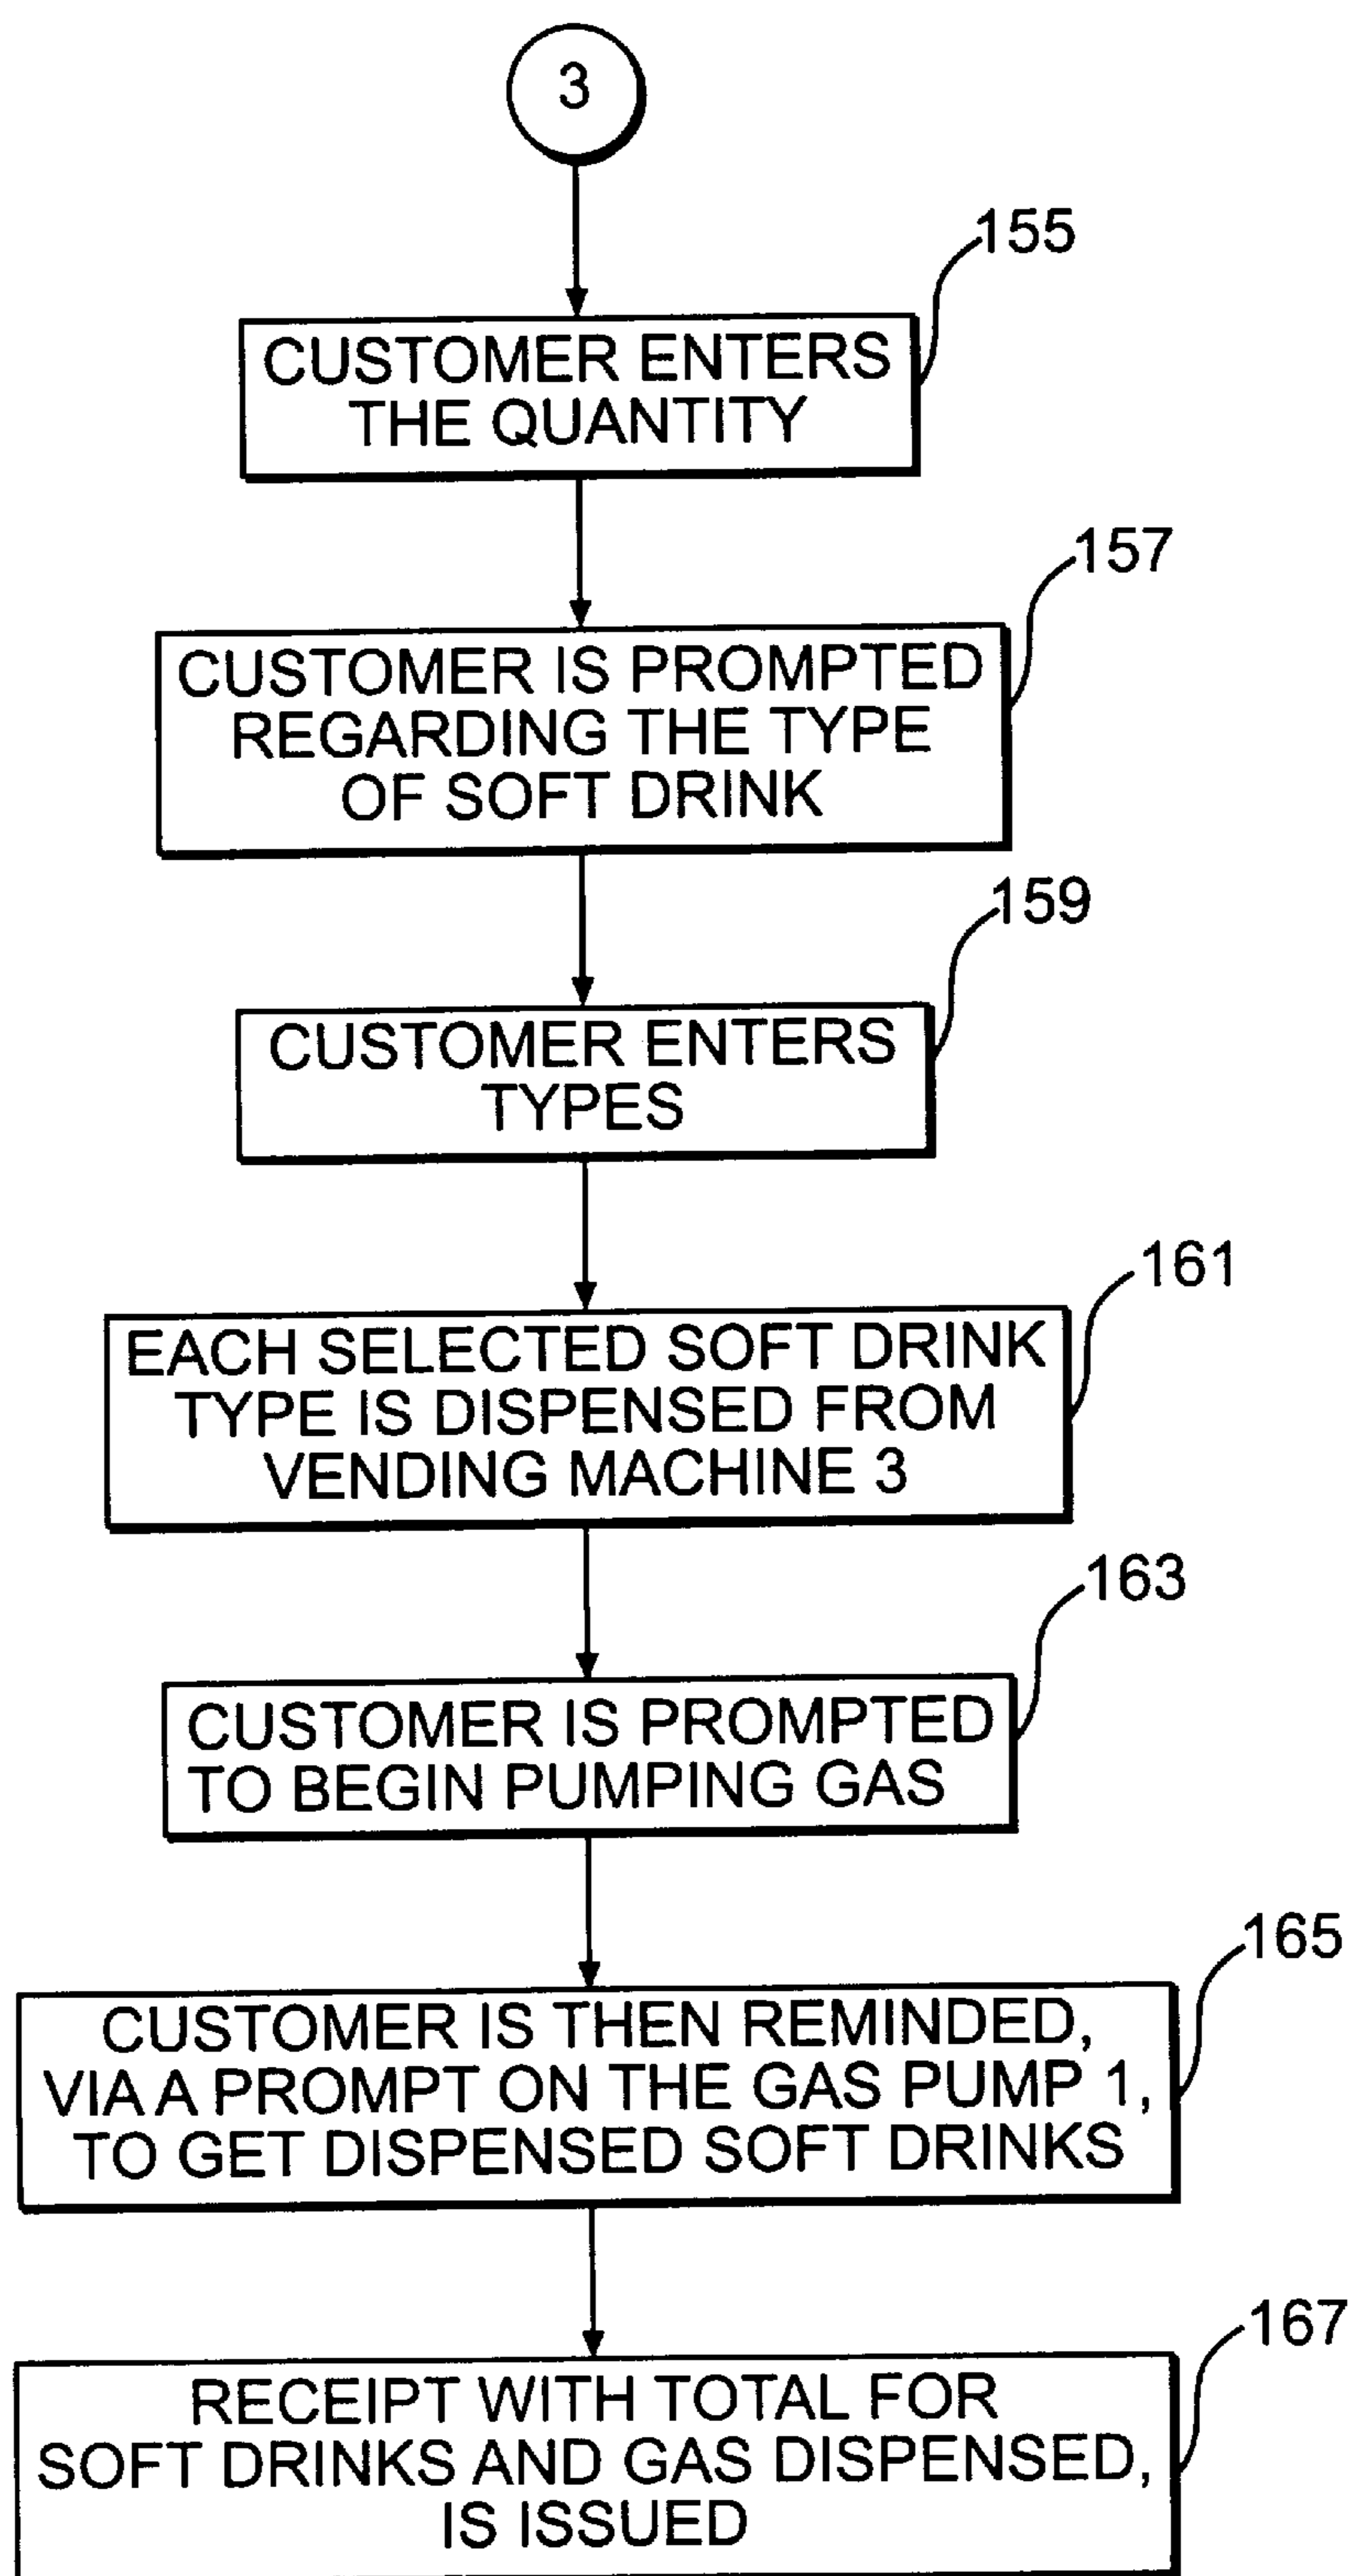 3
155
CUSTOMER ENTERS
THE QUANTITY
157
CUSTOMER IS PROMPTED
REGARDING THE TYPE
OF SOFT DRINK
159
CUSTOMER ENTERS
TYPES
161
EACH SELECTED SOFT DRINK
TYPE IS DISPENSED FROM
VENDING MACHINE 3
163
CUSTOMER IS PROMPTED
TO BEGIN PUMPING GAS
165
CUSTOMER IS THEN REMINDED,
VIA A PROMPT ON THE GAS PUMP 1,
TO GET DISPENSED SOFT DRINKS
167
RECEIPT WITH TOTAL FOR
SOFT DRINKS AND GAS DISPENSED,
IS ISSUED